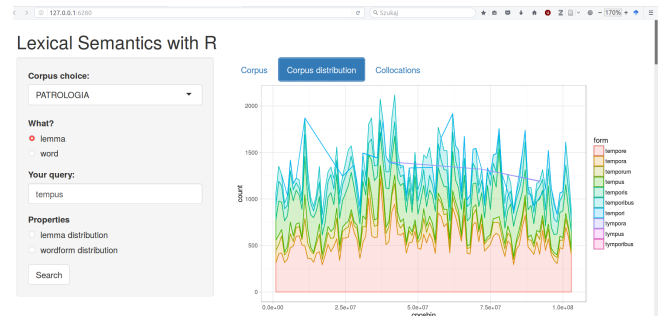 127.0.0.1:6280
Szukaj
170%
Lexical Semantics with R
Corpus choice:
PATROLOGIA
What?
lemma
word
Your query:
tempus
Properties
lemma distribution
wordform distribution
Search
Corpus
Corpus distribution
Collocations
2000
1500
1000
500
0
count
0.0e+00
2.5e+07
5.0e+07
7.5e+07
1.0e+08
form
tempore
tempora
temporum
tempus
temporis
temporibus
tempori
tympora
tympus
tymporibus